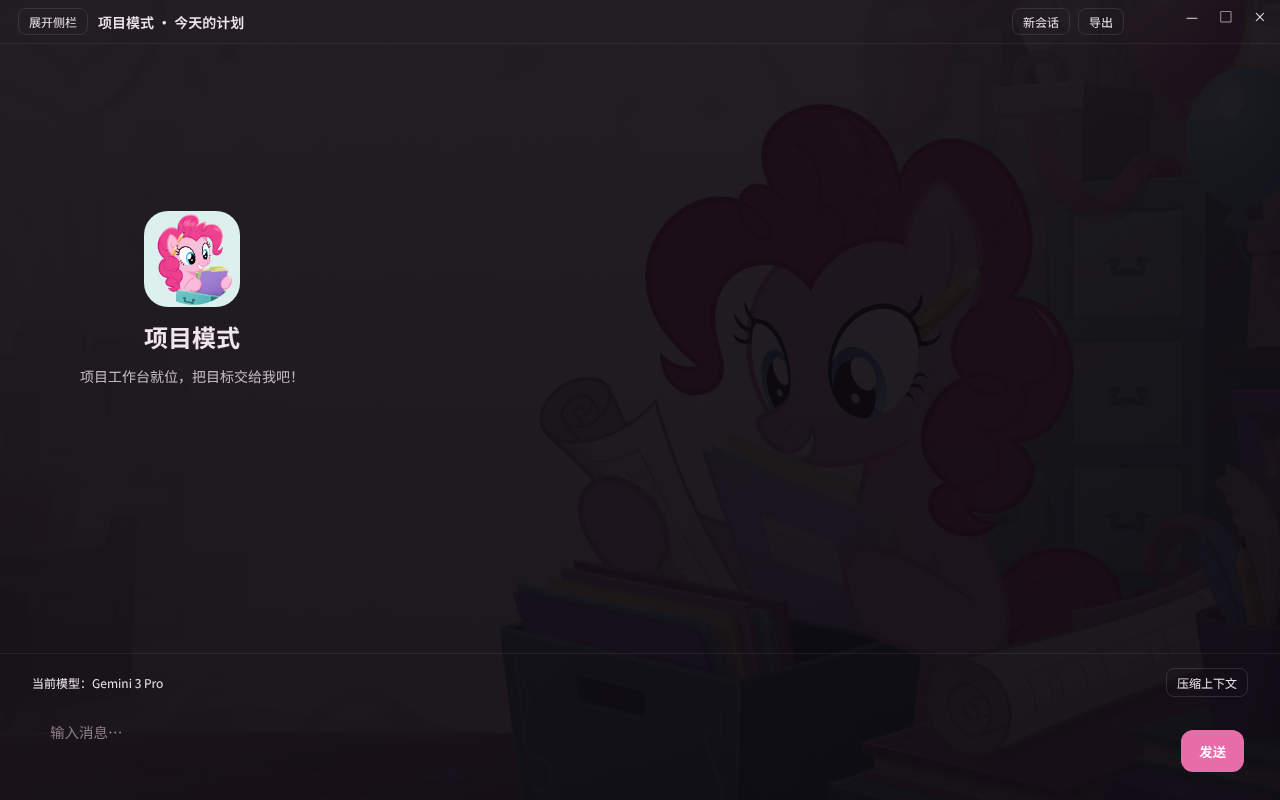 展开侧栏
项目模式 • 今天的计划
新会话
导出
项目模式
项目工作台就位，把目标交给我吧！
当前模型：Gemini 3 Pro
压缩上下文
输入消息…
发送